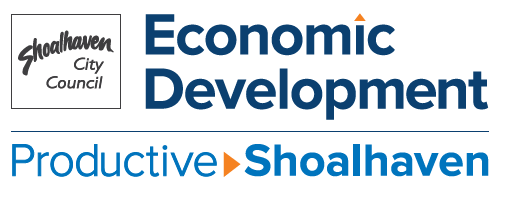 Shoalhaven
City
Council
Economic
Development
Productive Shoalhaven